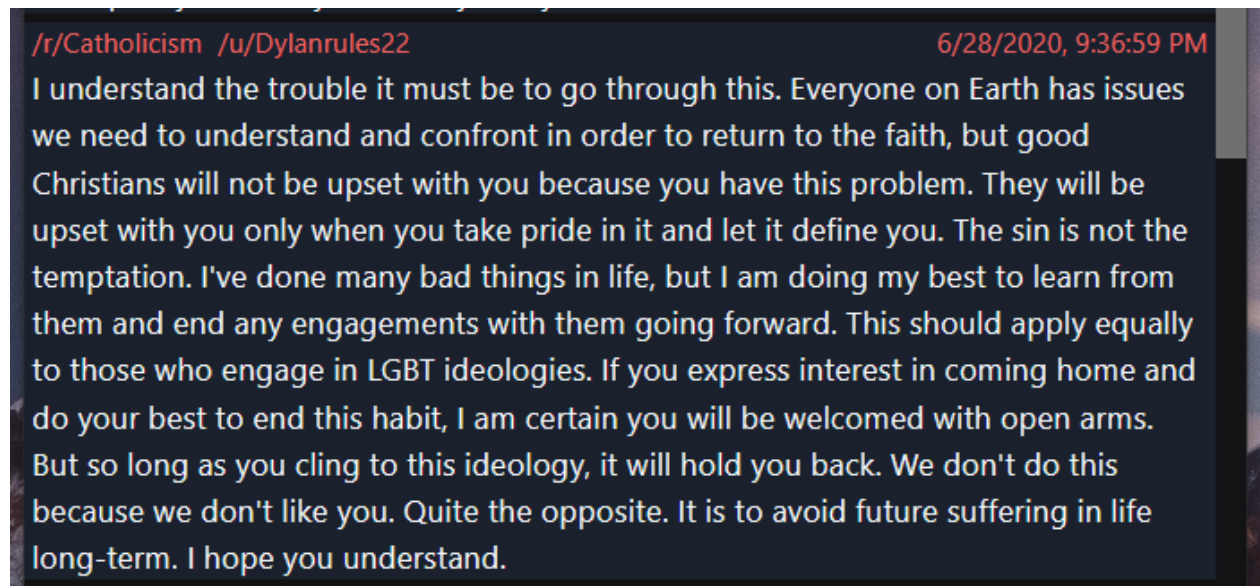 /r/Catholicism /u/Dylanrules22 6/28/2020, 9:36:59 PM
I understand the trouble it must be to go through this. Everyone on Earth has issues
we need to understand and confront in order to return to the faith, but good
Christians will not be upset with you because you have this problem. They will be
upset with you only when you take pride in it and let it define you. The sin is not the
temptation. I've done many bad things in life, but I am doing my best to learn from
them and end any engagements with them going forward. This should apply equally
to those who engage in LGBT ideologies. If you express interest in coming home and
do your best to end this habit, I am certain you will be welcomed with open arms.
But so long as you cling to this ideology, it will hold you back. We don't do this
because we don't like you. Quite the opposite. It is to avoid future suffering in life
long-term. I hope you understand.